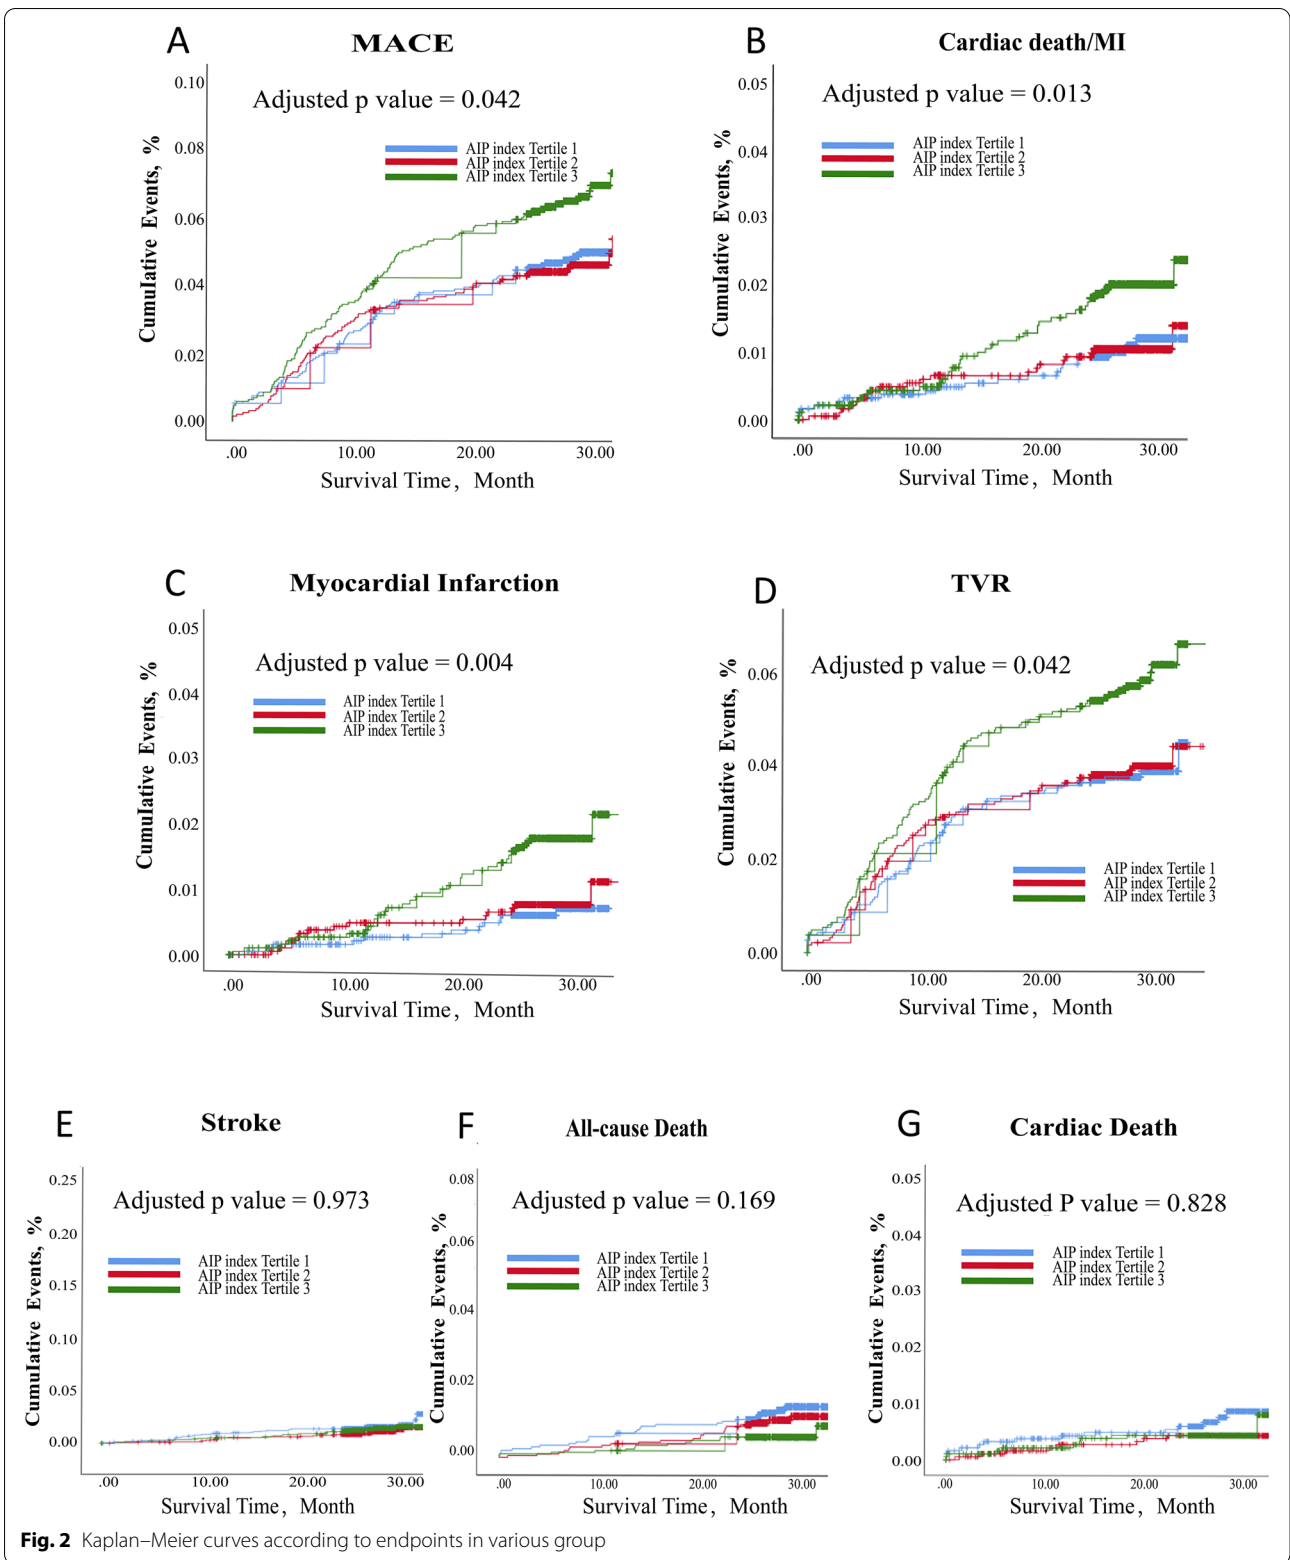 A
MACE
Adjusted p value = 0.042
AIP index Tertile 1
AIP index Tertile 2
AIP index Tertile 3
Cumulative Events, %
0.10
0.08
0.06
0.04
0.02
0.00
.00 10.00 20.00 30.00
Survival Time, Month
B
Cardiac death/MI
Adjusted p value = 0.013
AIP index Tertile 1
AIP index Tertile 2
AIP index Tertile 3
Cumulative Events, %
0.05
0.04
0.03
0.02
0.01
0.00
.00 10.00 20.00 30.00
Survival Time, Month
C
Myocardial Infarction
Adjusted p value = 0.004
AIP index Tertile 1
AIP index Tertile 2
AIP index Tertile 3
Cumulative Events, %
0.05
0.04
0.03
0.02
0.01
0.00
.00 10.00 20.00 30.00
Survival Time, Month
D
TVR
Adjusted p value = 0.042
Cumulative Events, %
0.06
0.04
0.02
0.00
AIP index Tertile 1
AIP index Tertile 2
AIP index Tertile 3
.00 10.00 20.00 30.00
Survival Time, Month
E
Stroke
Adjusted p value = 0.973
AIP index Tertile 1
AIP index Tertile 2
AIP index Tertile 3
Cumulative Events, %
0.25
0.20
0.15
0.10
0.05
0.00
.00 10.00 20.00 30.00
Survival Time, Month
F
All-cause Death
Adjusted p value = 0.169
AIP index Tertile 1
AIP index Tertile 2
AIP index Tertile 3
Cumulative Events, %
0.08
0.06
0.04
0.02
0.00
.00 10.00 20.00 30.00
Survival Time, Month
G
Cardiac Death
Adjusted P value = 0.828
AIP index Tertile 1
AIP index Tertile 2
AIP index Tertile 3
Cumulative Events, %
0.05
0.04
0.03
0.02
0.01
0.00
.00 10.00 20.00 30.00
Survival Time, Month
Fig. 2 Kaplan–Meier curves according to endpoints in various group